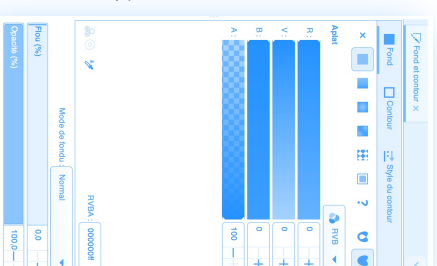 Fond et contour ×
Fond Contour Style du contour
× ?
Aplat RVB
R : 0
V : 0
B : 0
A : 100
RVBA : 000000ff
Mode de fondu : Normal
Flou (%) 0,0
Opacité (%) 100,0